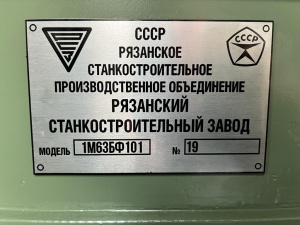 СССР
РЯЗАНСКОЕ
СТАНКОСТРОИТЕЛЬНОЕ
ПРОИЗВОДСТВЕННОЕ ОБЪЕДИНЕНИЕ
РЯЗАНСКИЙ
СТАНКОСТРОИТЕЛЬНЫЙ ЗАВОД
МОДЕЛЬ 1М63БФ101 № 19
СССР